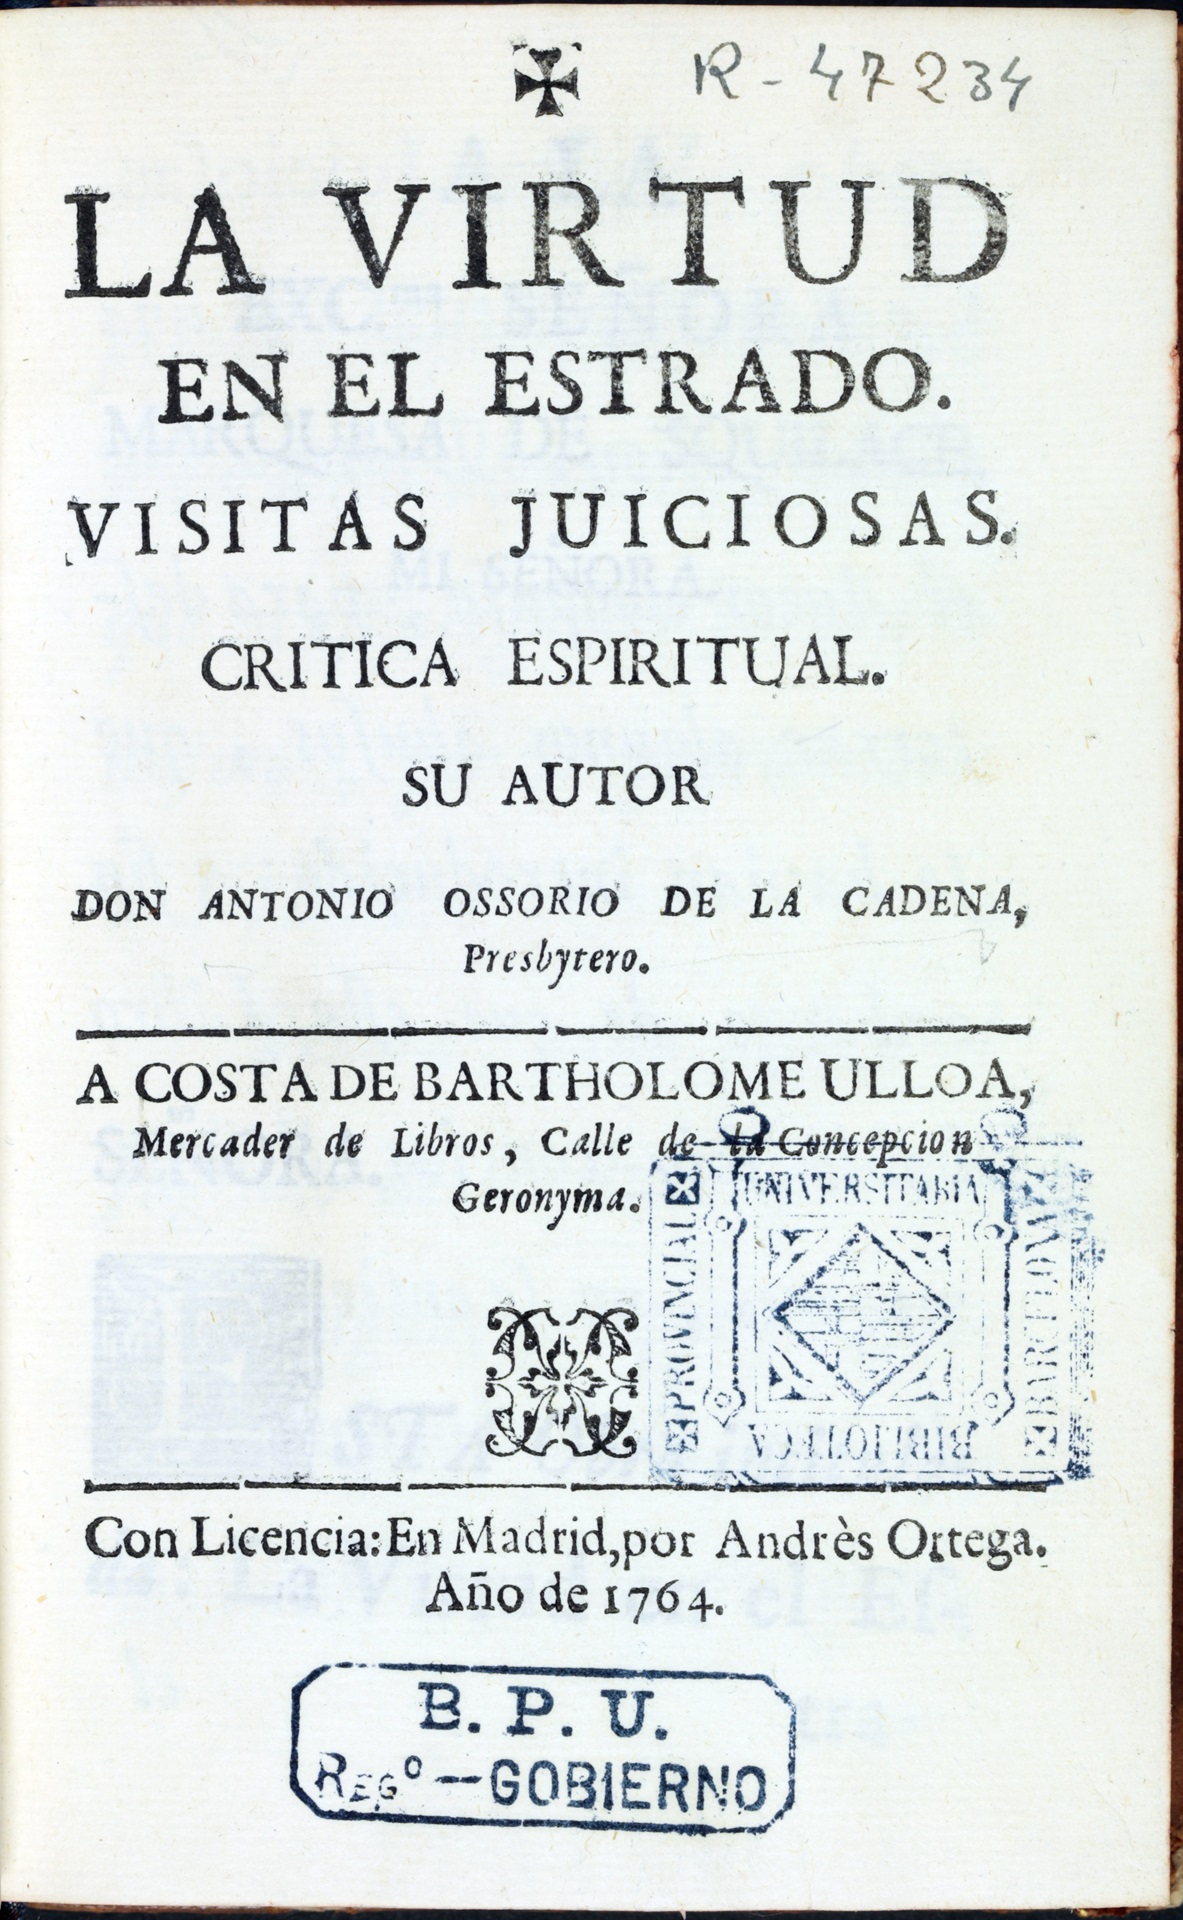 R-47234
LA VIRTUD
EN EL ESTRADO.
VISITAS JUICIOSAS.
CRITICA ESPIRITUAL.
SU AUTOR
DON ANTONIO OSSORIO DE LA CADENA,
Presbytero.
A COSTA DE BARTHOLOME ULLOA,
Mercader de Libros, Calle de la Concepcion
Geronyma.
UNIVERSITARIA
PROVINCIAL
BARCELONA
BIBLIOTECA
Con Licencia: En Madrid, por Andrès Ortega.
Año de 1764.
B. P. U.
REGº-GOBIERNO